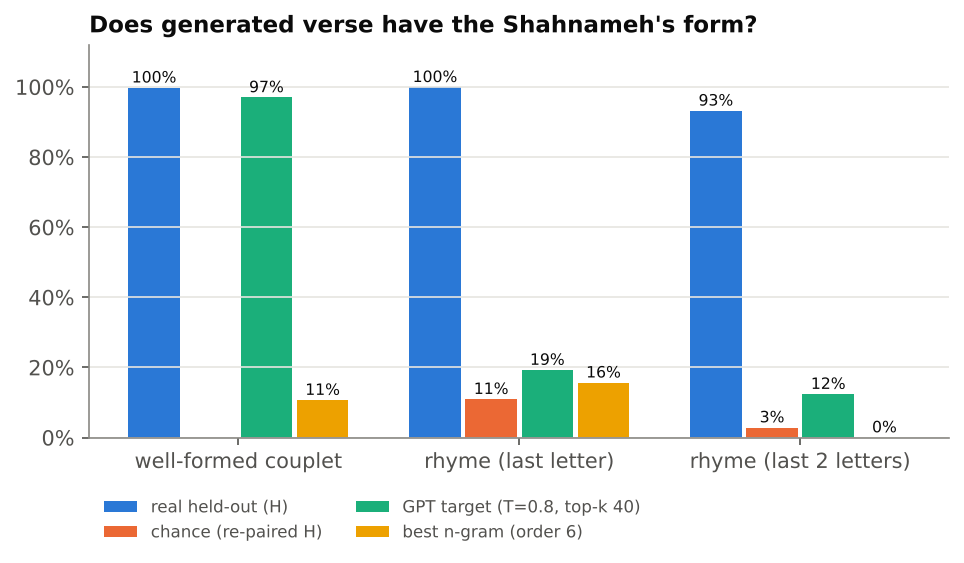 Does generated verse have the Shahnameh's form?
100%
80%
60%
40%
20%
0%
100%
97%
11%
100%
11%
19%
16%
93%
3%
12%
0%
well-formed couplet
rhyme (last letter)
rhyme (last 2 letters)
real held-out (H)
chance (re-paired H)
GPT target (T=0.8, top-k 40)
best n-gram (order 6)